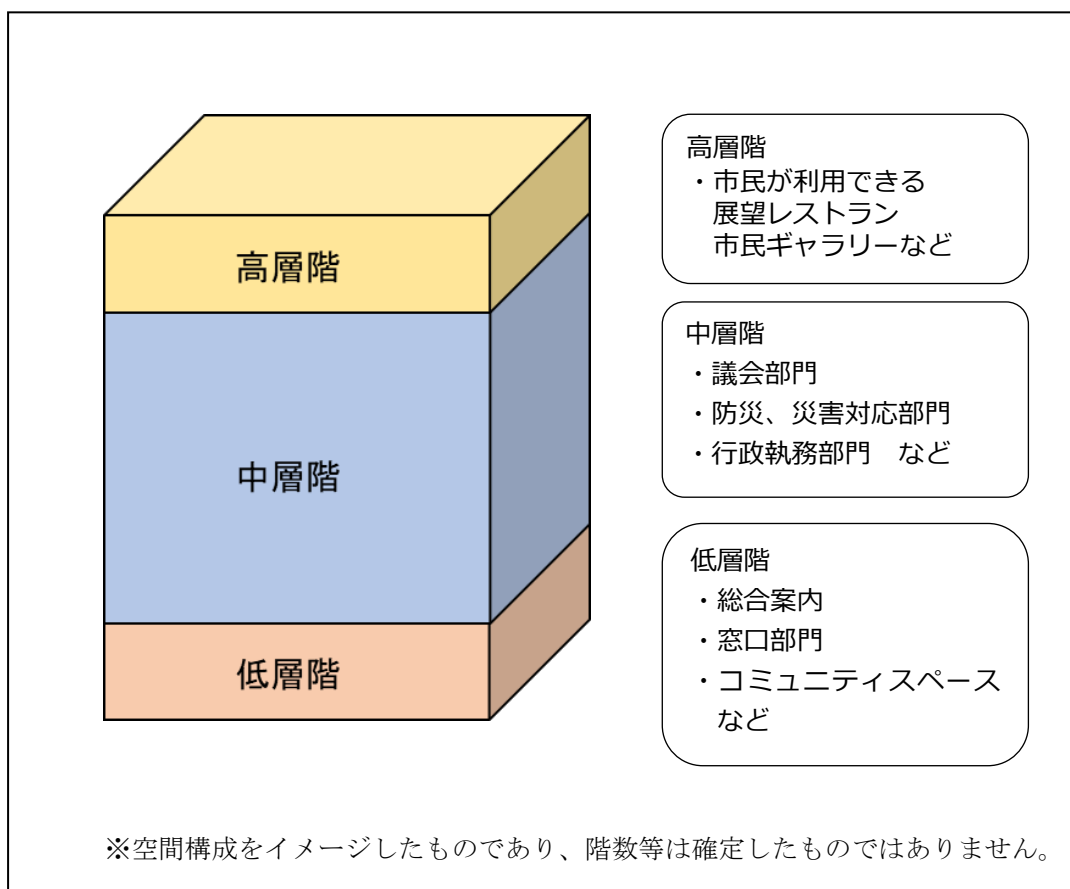 高層階
中層階
低層階
高層階
・市民が利用できる
展望レストラン
市民ギャラリーなど
中層階
・議会部門
・防災、災害対応部門
・行政執務部門　など
低層階
・総合案内
・窓口部門
・コミュニティスペース
など
※空間構成をイメージしたものであり、階数等は確定したものではありません。